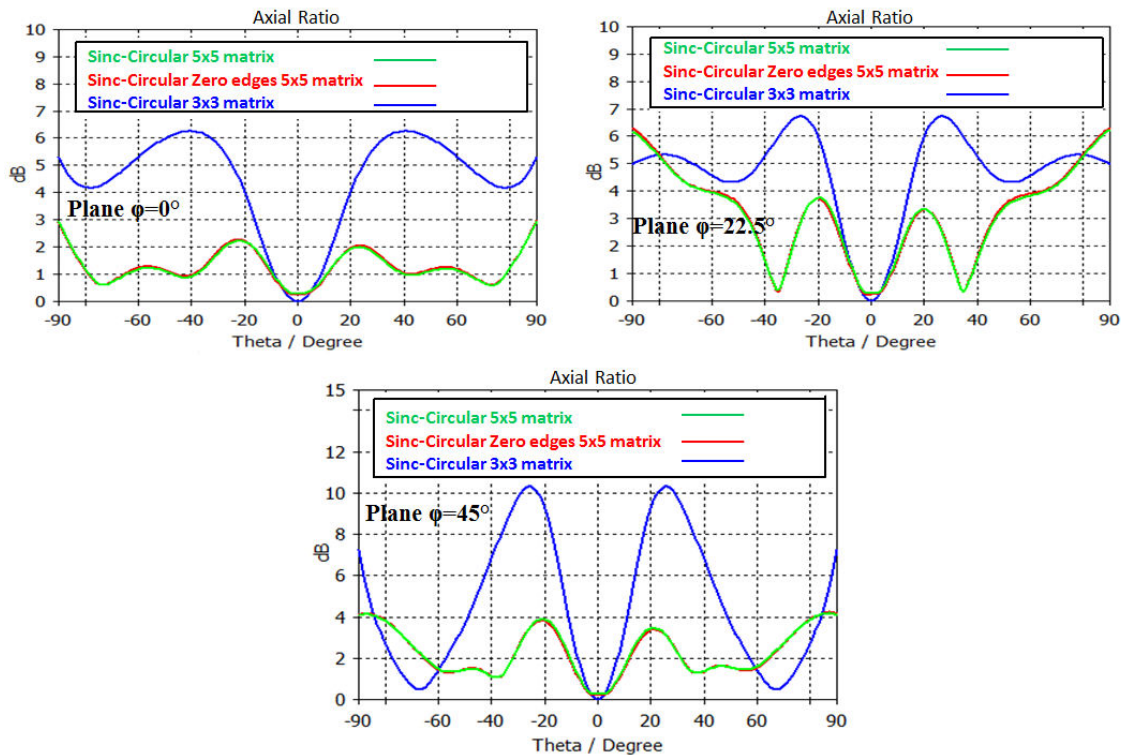 Axial Ratio
10
9
8
7
6
5
4
3
2
1
0
dB
Sinc-Circular 5x5 matrix
Sinc-Circular Zero edges 5x5 matrix
Sinc-Circular 3x3 matrix
Plane φ=0°
-90 -60 -40 -20 0 20 40 60 90
Theta / Degree
Axial Ratio
10
9
8
7
6
5
4
3
2
1
0
dB
Sinc-Circular 5x5 matrix
Sinc-Circular Zero edges 5x5 matrix
Sinc-Circular 3x3 matrix
Plane φ=22.5°
-90 -60 -40 -20 0 20 40 60 90
Theta / Degree
Axial Ratio
15
12
10
8
6
4
2
0
dB
Sinc-Circular 5x5 matrix
Sinc-Circular Zero edges 5x5 matrix
Sinc-Circular 3x3 matrix
Plane φ=45°
-90 -60 -40 -20 0 20 40 60 90
Theta / Degree